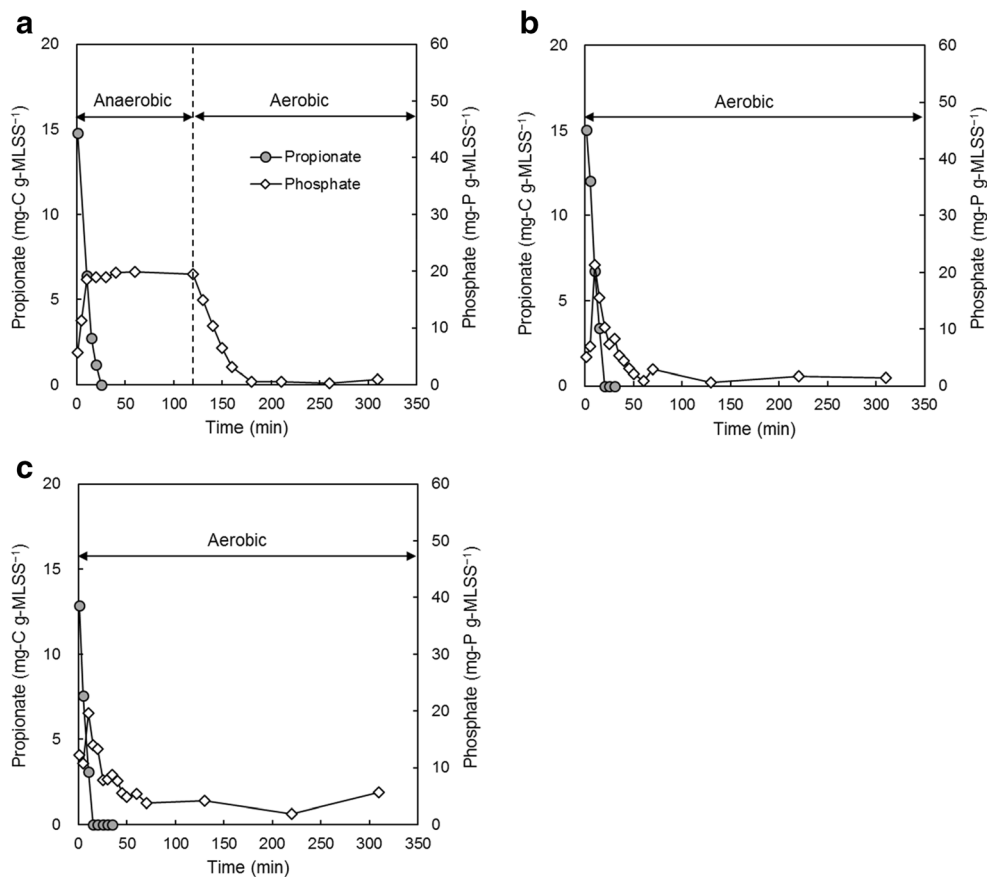 a
20
15
10
5
0
Propionate (mg-C g-MLSS⁻¹)
60
50
40
30
20
10
0
Phosphate (mg-P g-MLSS⁻¹)
Anaerobic
Aerobic
Propionate
Phosphate
0 50 100 150 200 250 300 350
Time (min)
b
20
15
10
5
0
Propionate (mg-C g-MLSS⁻¹)
60
50
40
30
20
10
0
Phosphate (mg-P g-MLSS⁻¹)
Aerobic
0 50 100 150 200 250 300 350
Time (min)
c
20
15
10
5
0
Propionate (mg-C g-MLSS⁻¹)
60
50
40
30
20
10
0
Phosphate (mg-P g-MLSS⁻¹)
Aerobic
0 50 100 150 200 250 300 350
Time (min)